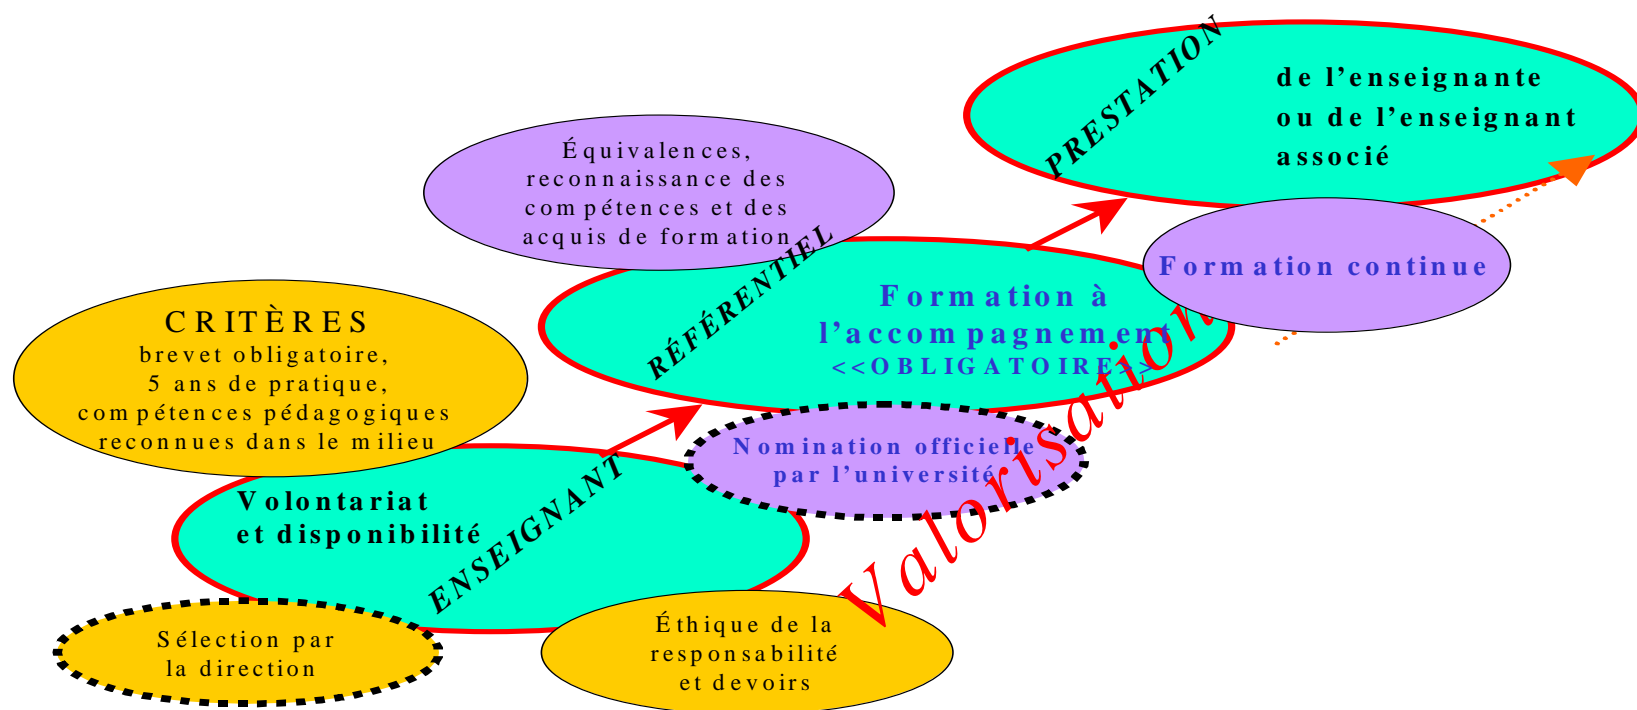 PRESTATION
de l’enseignante
ou de l’enseignant
associé
Équivalences,
reconnaissance des
compétences et des
acquis de formation
RÉFÉRENTIEL
Formation à
l’accompagnement
<<OBLIGATOIRE>>
Formation continue
CRITÈRES
brevet obligatoire,
5 ans de pratique,
compétences pédagogiques
reconnues dans le milieu
Nomination officielle
par l’université
Valorisation
Volontariat
et disponibilité
ENSEIGNANT
Sélection par
la direction
Éthique de la
responsabilité
et devoirs